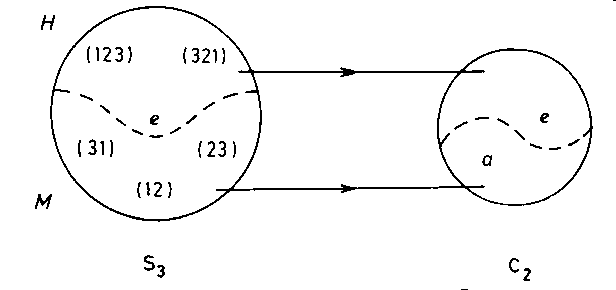 H
(123) (321)
e
e
(31) (23)
a
(12)
M
S₃ C₂